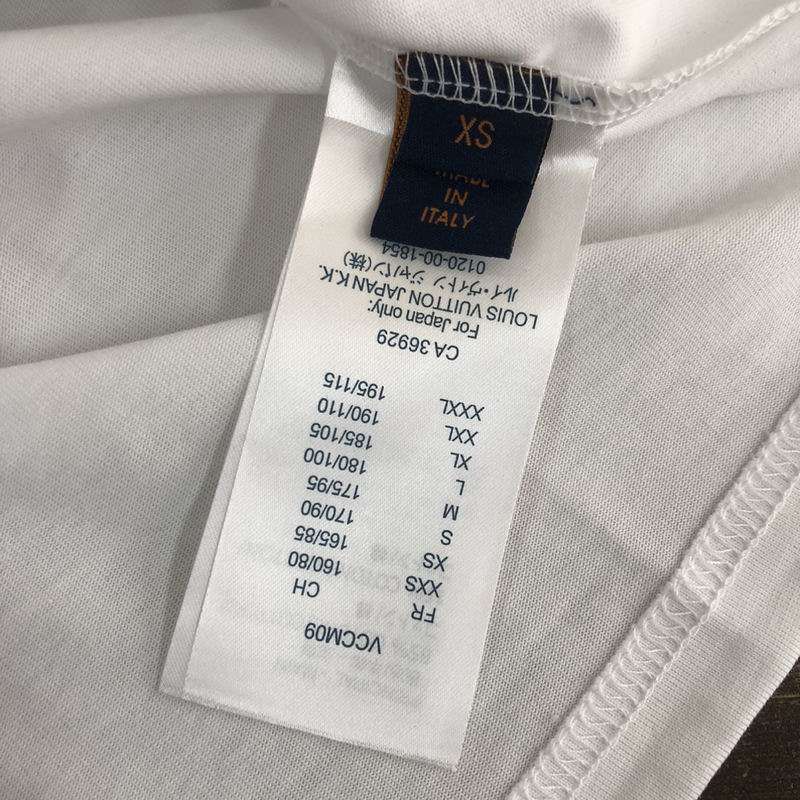 XS
MADE
IN
ITALY
VCCM09
FR CH
XXS 160/80
XS 165/85
S 170/90
M 175/95
L 180/100
XL 185/105
XXL 190/110
XXXL 195/115
CA 36929
For Japan only:
LOUIS VUITTON JAPAN K.K.
ルイ・ヴィトン ジャパン(株)
0120-00-1854